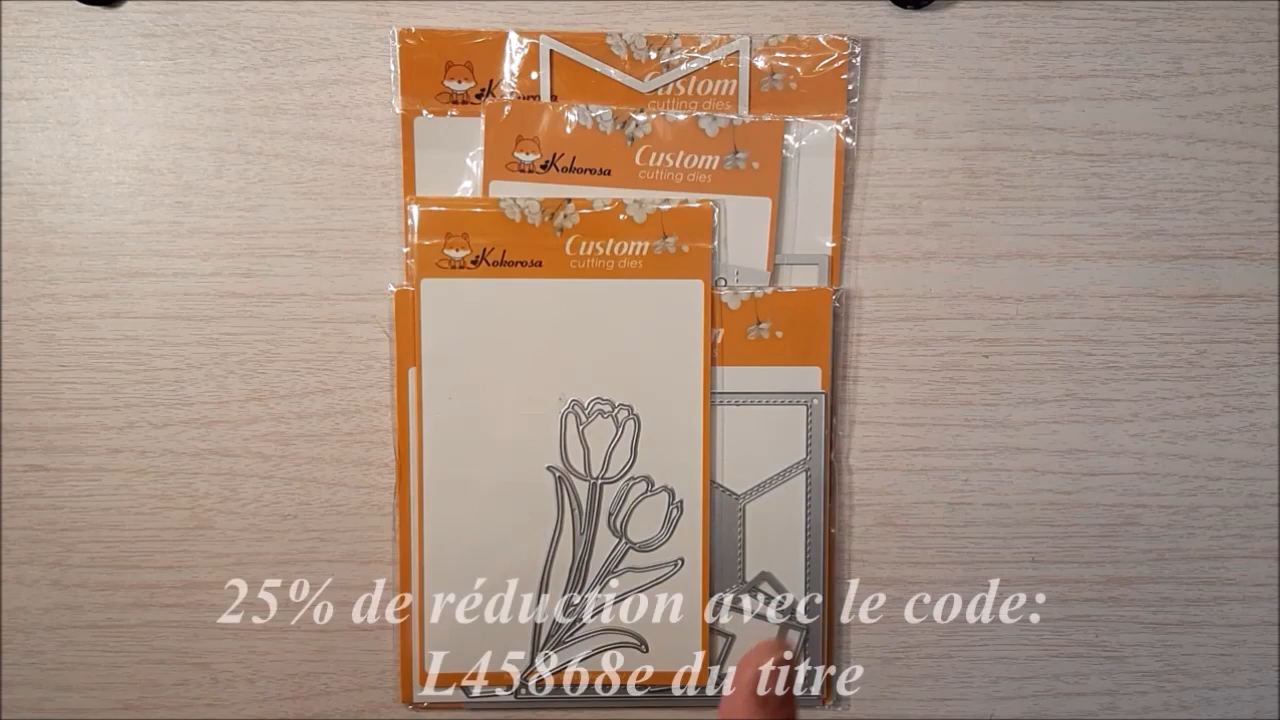 Kokorosa
Custom
cutting dies
Kokorosa
Custom
cutting dies
Kokorosa
Custom
cutting dies
25% de réduction avec le code:
L45868e du titre